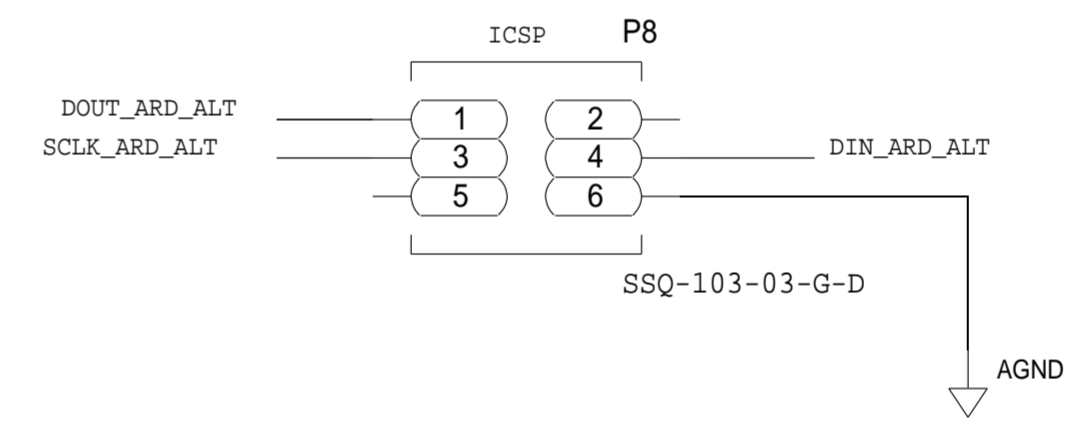 ICSP P8
DOUT_ARD_ALT 1 2
SCLK_ARD_ALT 3 4 DIN_ARD_ALT
5 6
SSQ-103-03-G-D
AGND